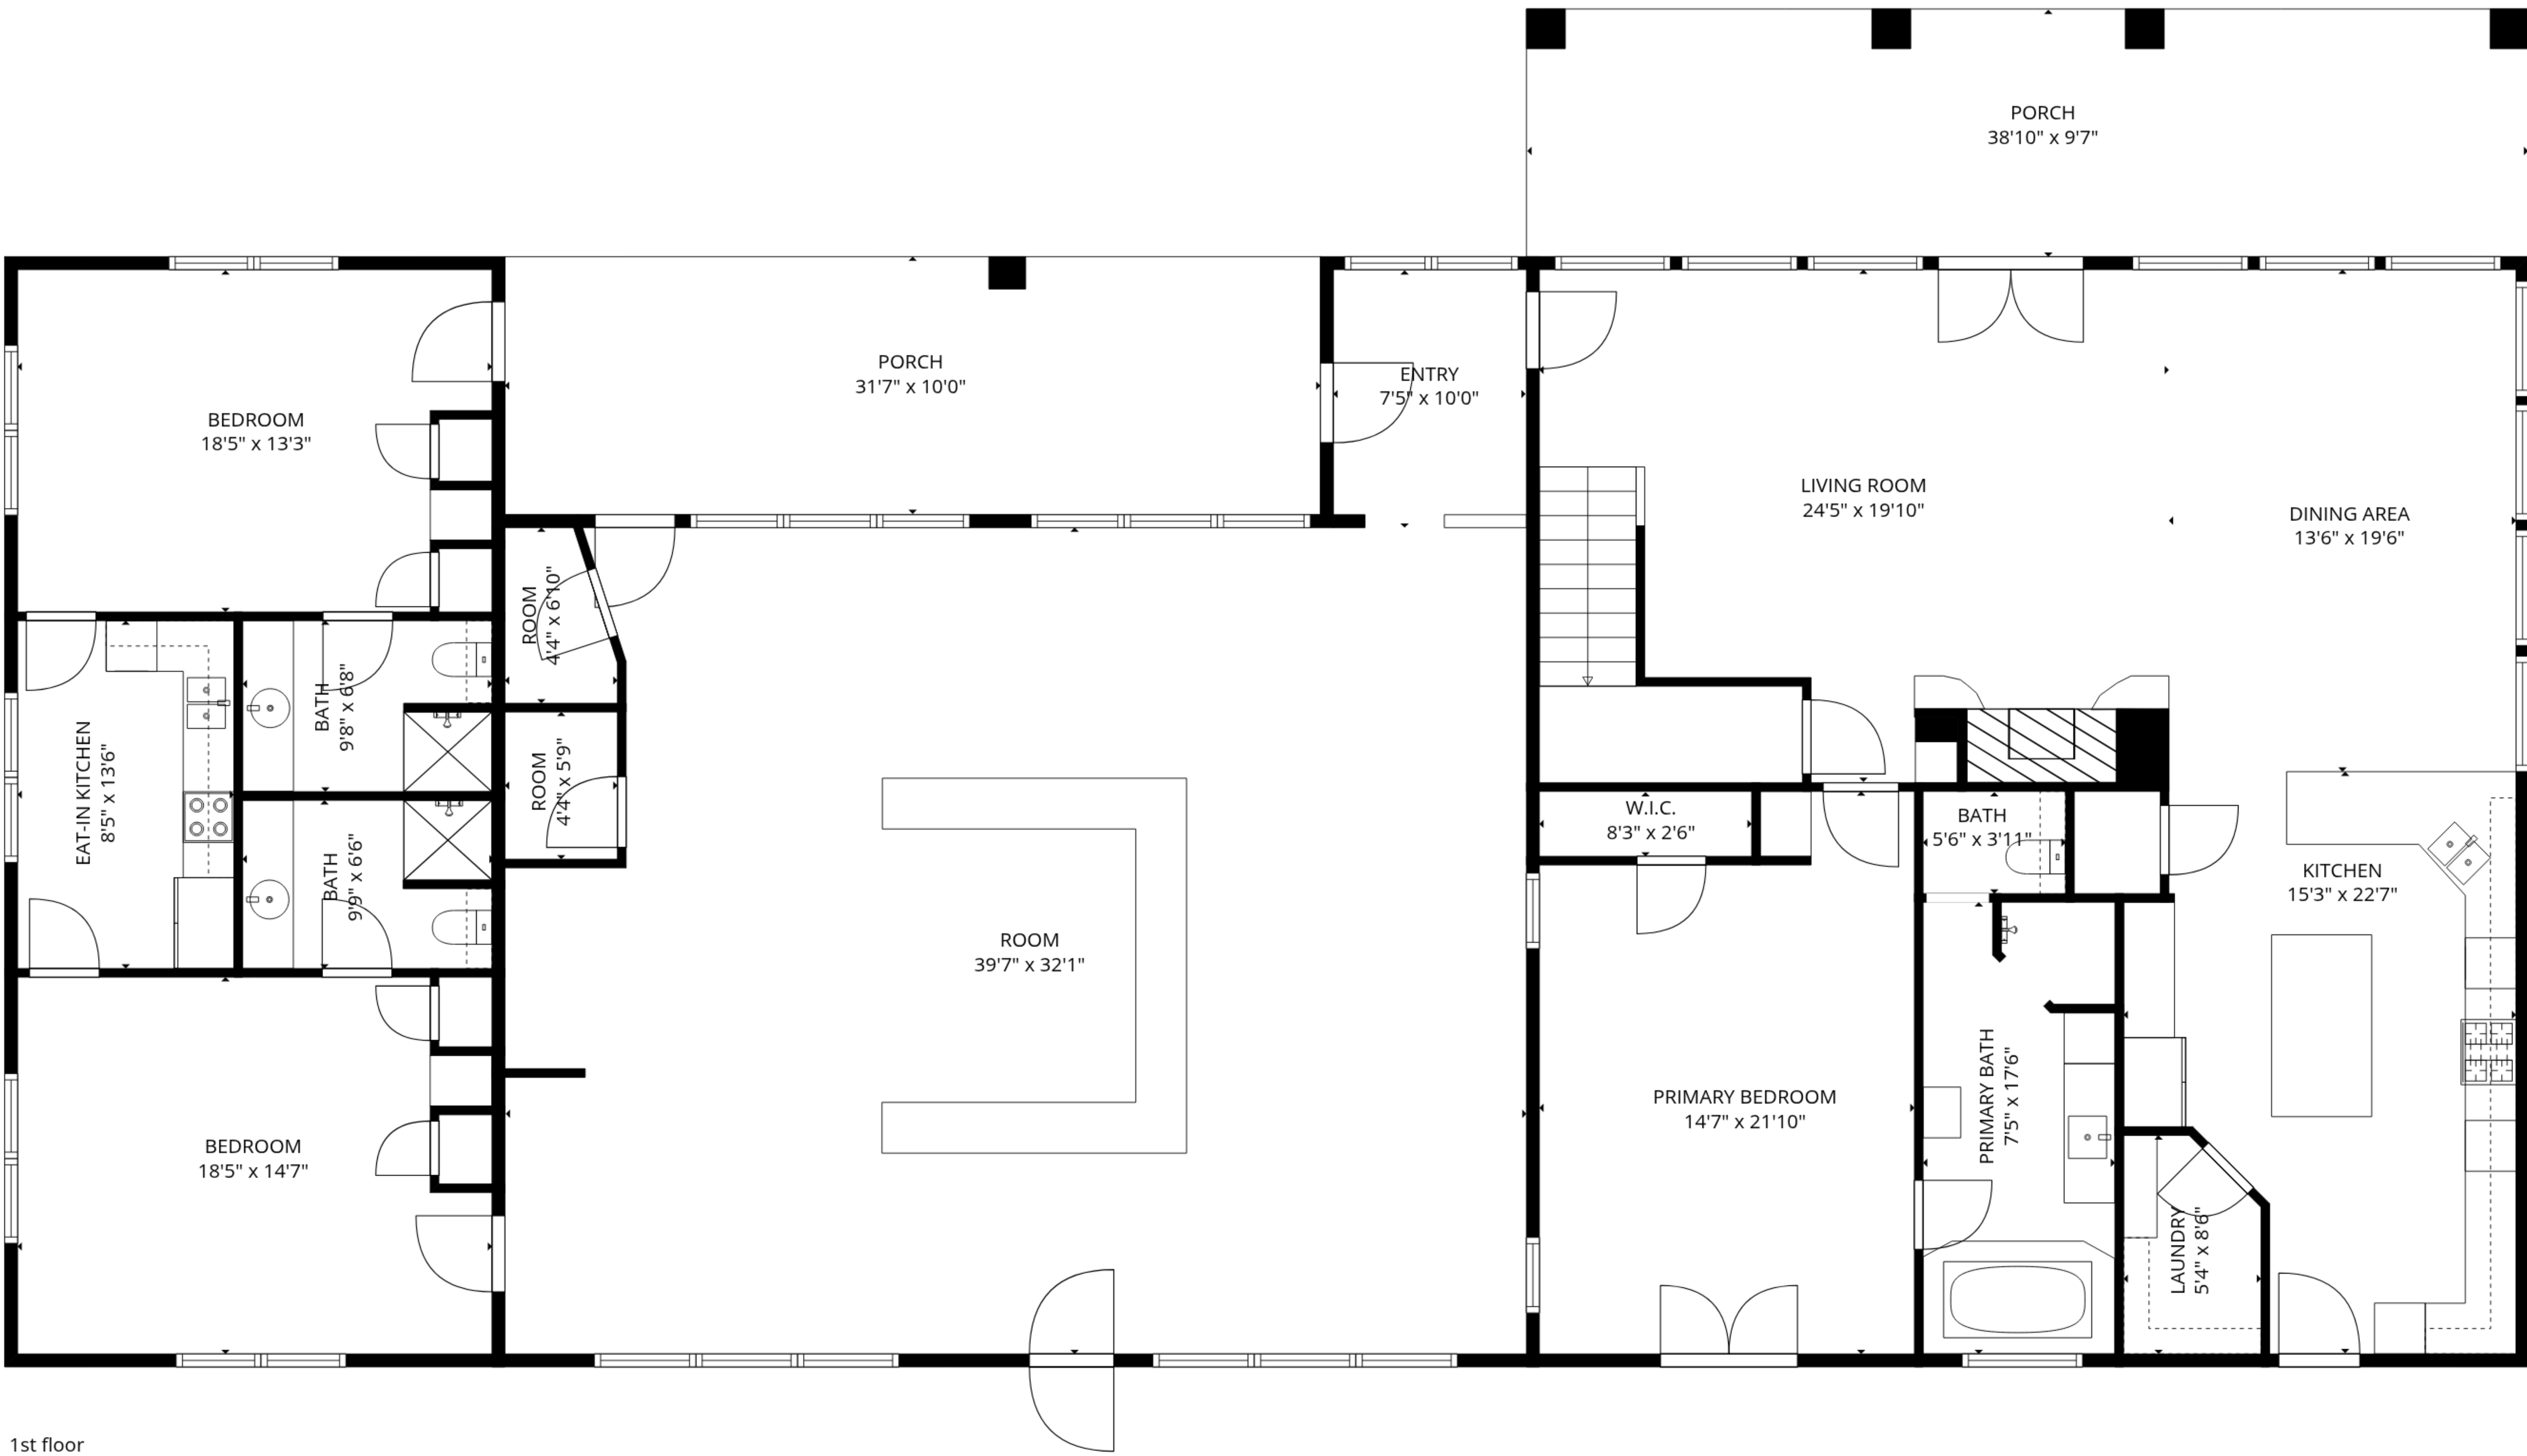 PORCH
38'10" x 9'7"
PORCH
31'7" x 10'0"
ENTRY
7'5" x 10'0"
BEDROOM
18'5" x 13'3"
LIVING ROOM
24'5" x 19'10"
DINING AREA
13'6" x 19'6"
ROOM
4'4" x 6'10"
BATH
9'8" x 6'8"
EAT-IN KITCHEN
8'5" x 13'6"
ROOM
4'4" x 5'9"
W.I.C.
8'3" x 2'6"
BATH
5'6" x 3'11"
KITCHEN
15'3" x 22'7"
BATH
9'9" x 6'6"
ROOM
39'7" x 32'1"
PRIMARY BEDROOM
14'7" x 21'10"
PRIMARY BATH
7'5" x 17'6"
BEDROOM
18'5" x 14'7"
LAUNDRY
5'4" x 8'6"
1st floor